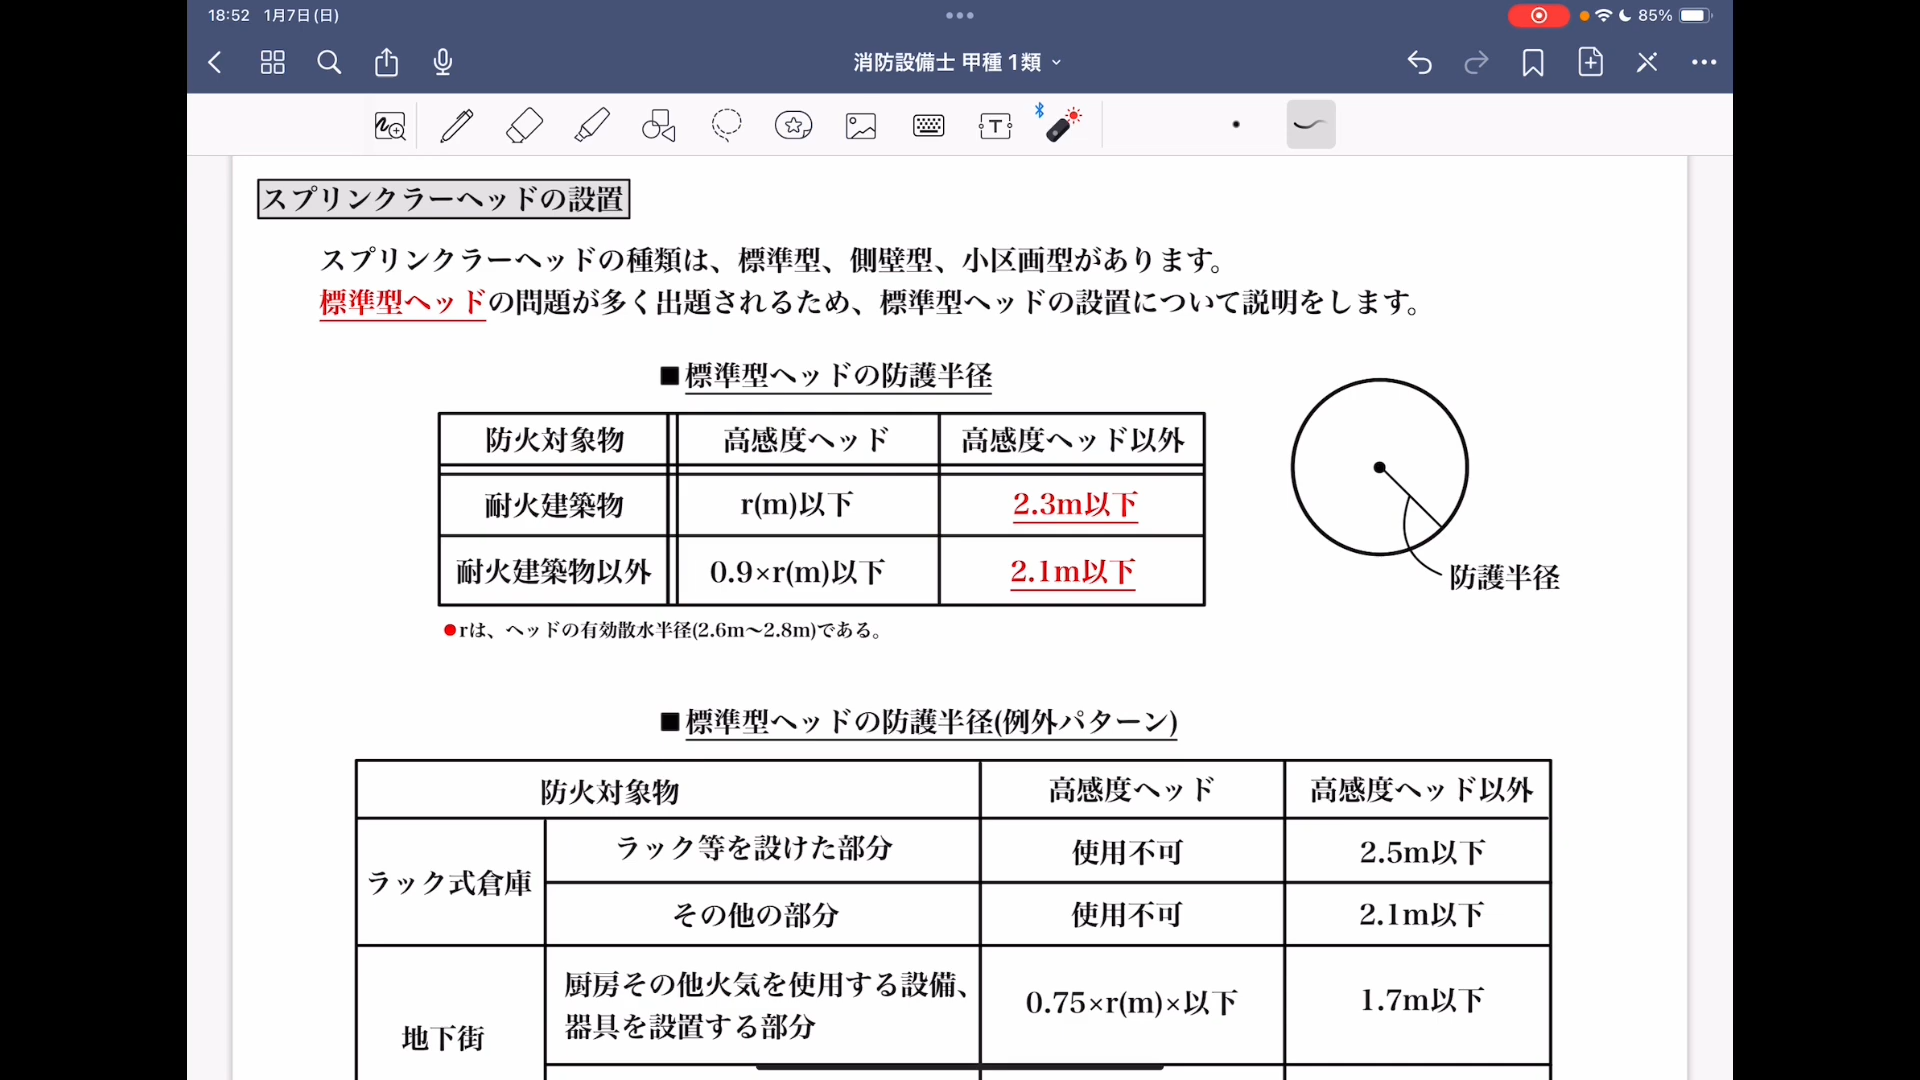 18:52 1月7日(日)
85%
消防設備士 甲種 1類
スプリンクラーヘッドの設置
スプリンクラーヘッドの種類は、標準型、側壁型、小区画型があります。
標準型ヘッドの問題が多く出題されるため、標準型ヘッドの設置について説明をします。
■標準型ヘッドの防護半径
防火対象物 高感度ヘッド 高感度ヘッド以外
耐火建築物 r(m)以下 2.3m以下
耐火建築物以外 0.9×r(m)以下 2.1m以下
防護半径
●rは、ヘッドの有効散水半径(2.6m〜2.8m)である。
■標準型ヘッドの防護半径(例外パターン)
防火対象物 高感度ヘッド 高感度ヘッド以外
ラック式倉庫
ラック等を設けた部分 使用不可 2.5m以下
その他の部分 使用不可 2.1m以下
地下街
厨房その他火気を使用する設備、
器具を設置する部分
0.75×r(m)×以下 1.7m以下